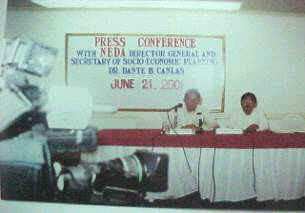 PRESS CONFERENCE
WITH NEDA DIRECTOR GENERAL AND
SECRETARY OF SOCIO-ECONOMIC PLANNING
DR. DANTE B. CANLAS
JUNE 21, 2001